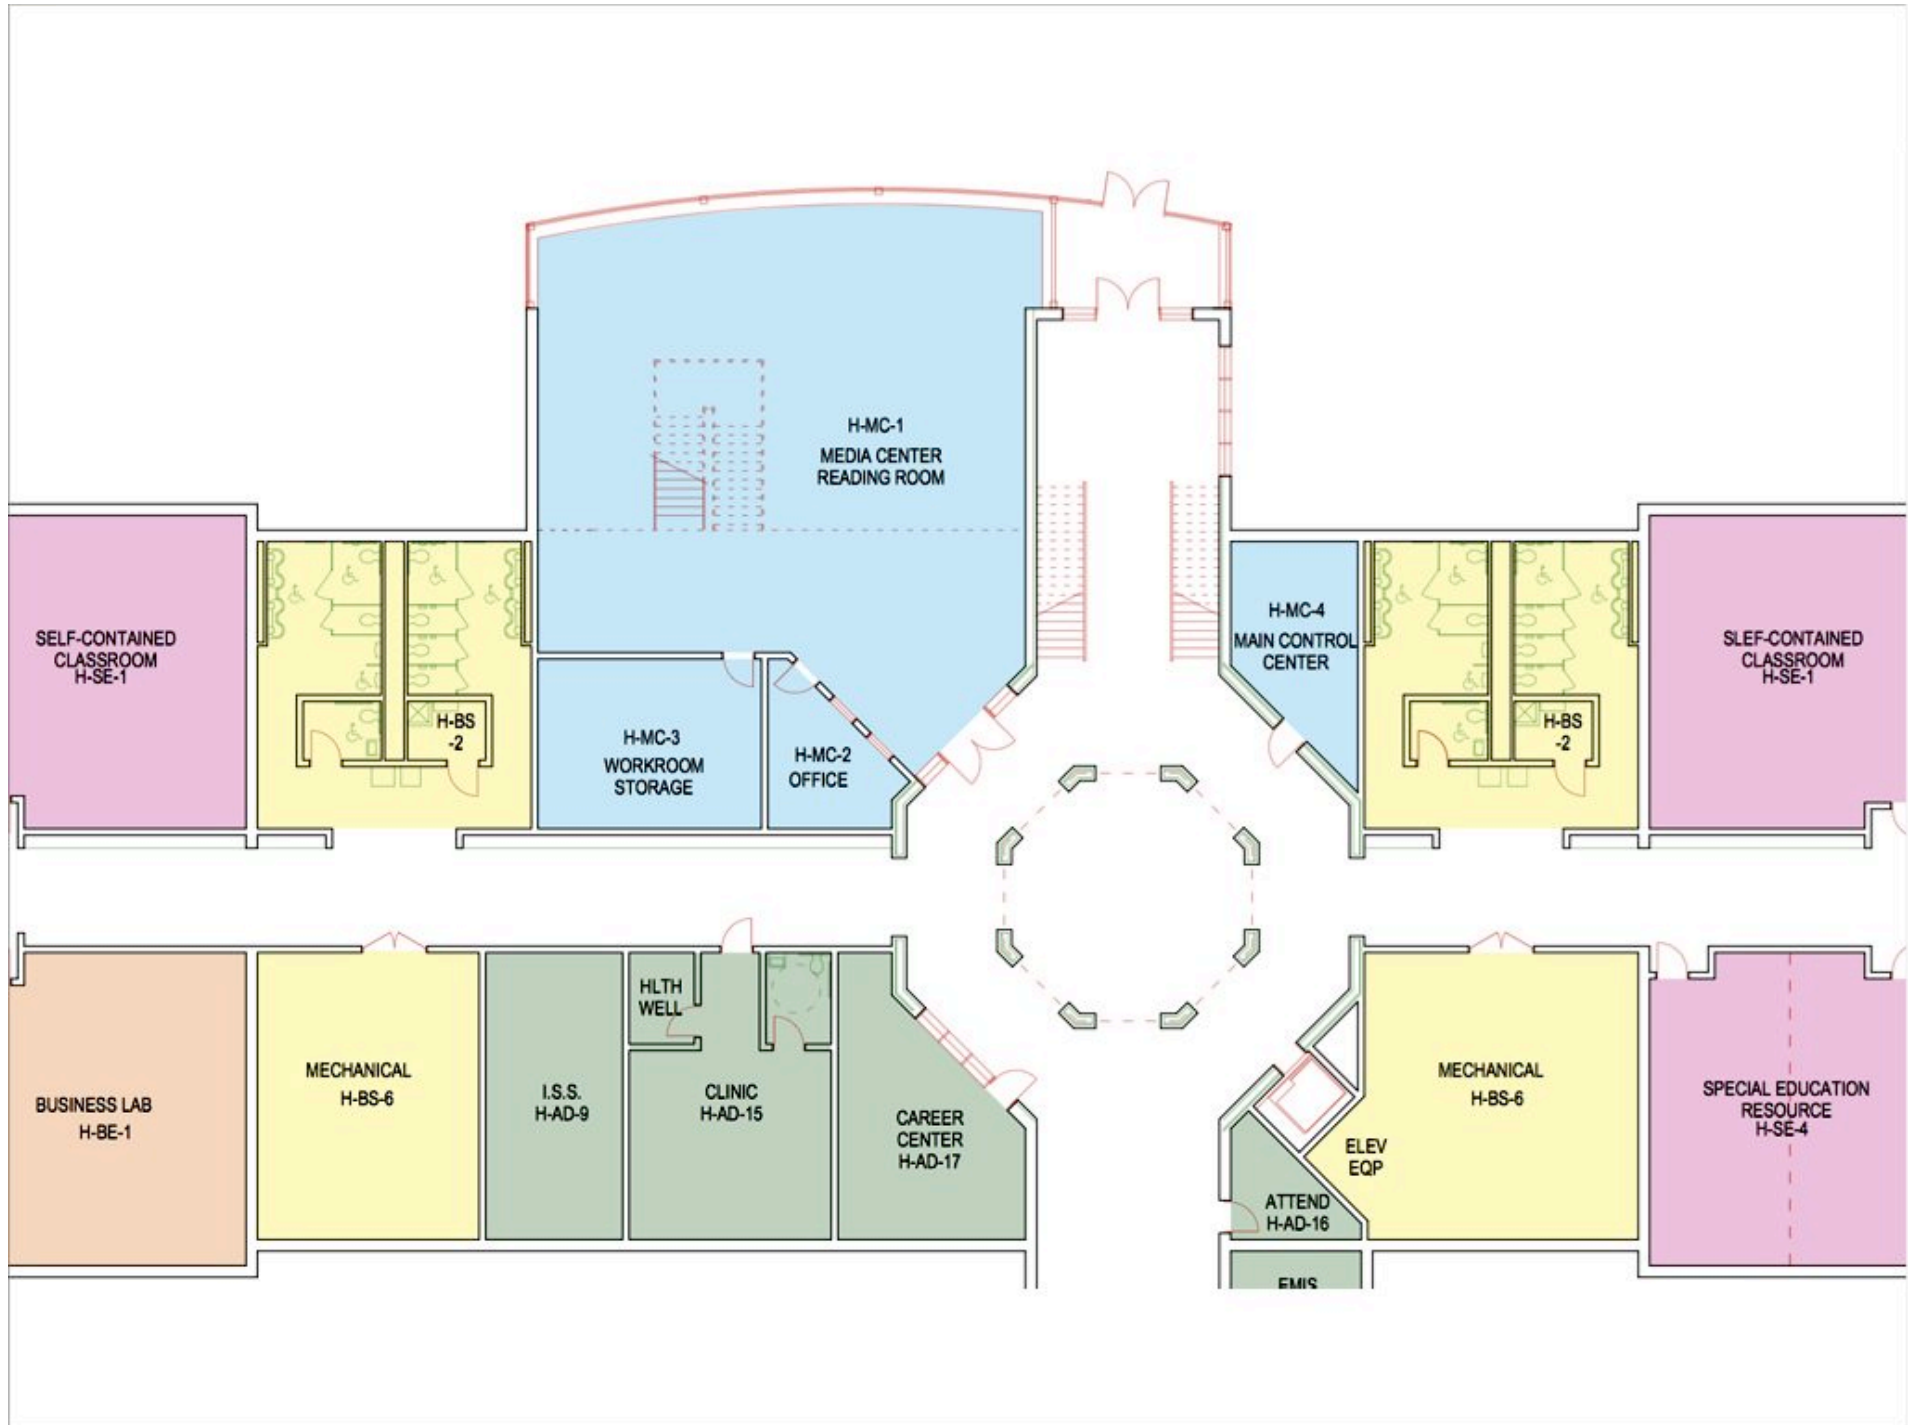 H-MC-1
MEDIA CENTER
READING ROOM
SELF-CONTAINED
CLASSROOM
H-SE-1
H-BS
-2
H-MC-3
WORKROOM
STORAGE
H-MC-2
OFFICE
H-MC-4
MAIN CONTROL
CENTER
H-BS
-2
SLEF-CONTAINED
CLASSROOM
H-SE-1
BUSINESS LAB
H-BE-1
MECHANICAL
H-BS-6
I.S.S.
H-AD-9
HLTH
WELL
CLINIC
H-AD-15
CAREER
CENTER
H-AD-17
ELEV
EQP
ATTEND
H-AD-16
EMIS
MECHANICAL
H-BS-6
SPECIAL EDUCATION
RESOURCE
H-SE-4